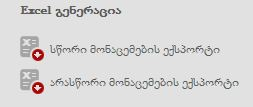 Excel გენერაცია
სწორი მონაცემების ექსპორტი
არასწორი მონაცემების ექსპორტი